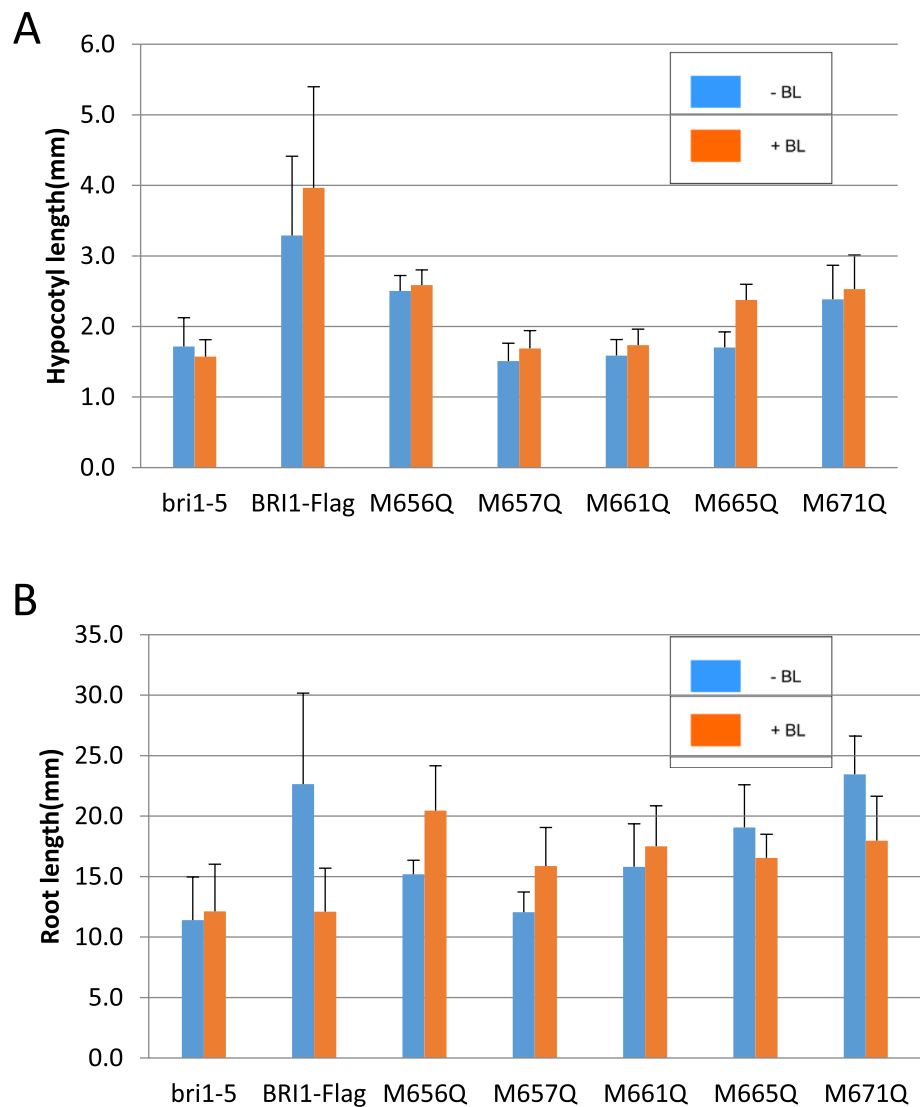 A
6.0
5.0
4.0
3.0
2.0
1.0
0.0
Hypocotyl length(mm)
- BL
+ BL
bri1-5 BRI1-Flag M656Q M657Q M661Q M665Q M671Q
B
35.0
30.0
25.0
20.0
15.0
10.0
5.0
0.0
Root length(mm)
- BL
+ BL
bri1-5 BRI1-Flag M656Q M657Q M661Q M665Q M671Q